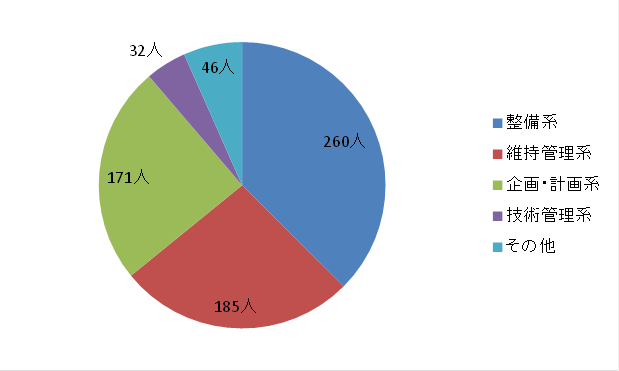 32人
46人
260人
171人
185人
整備系
維持管理系
企画・計画系
技術管理系
その他